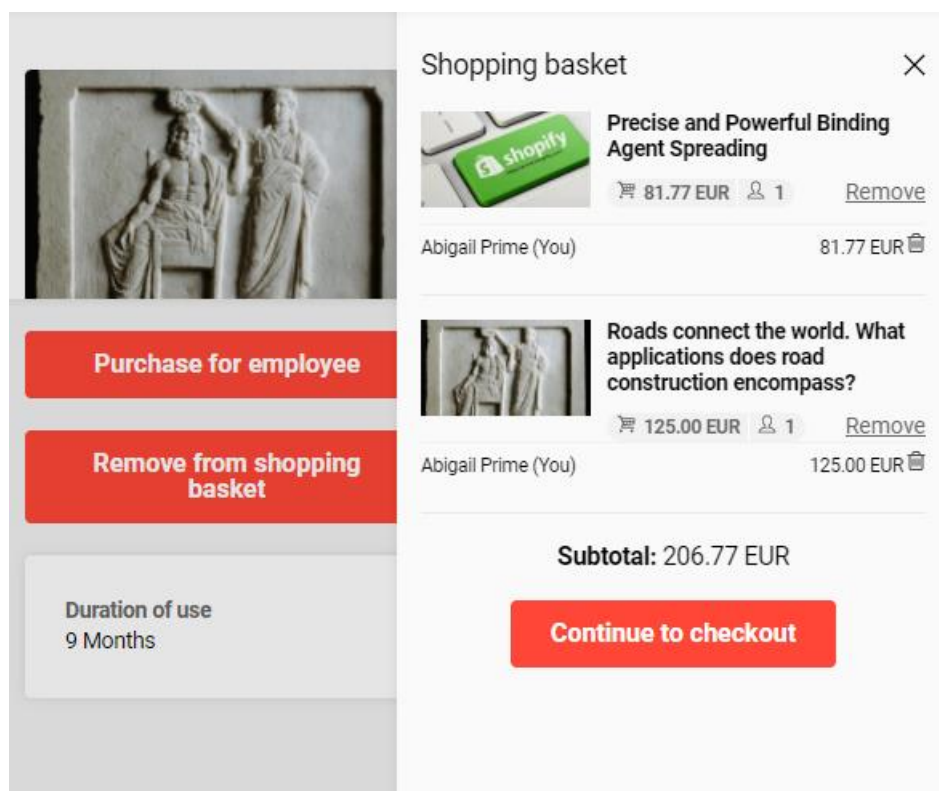 Purchase for employee
Remove from shopping
basket
Duration of use
9 Months
Shopping basket
shopify
Precise and Powerful Binding
Agent Spreading
81.77 EUR 1 Remove
Abigail Prime (You) 81.77 EUR
Roads connect the world. What
applications does road
construction encompass?
125.00 EUR 1 Remove
Abigail Prime (You) 125.00 EUR
Subtotal: 206.77 EUR
Continue to checkout